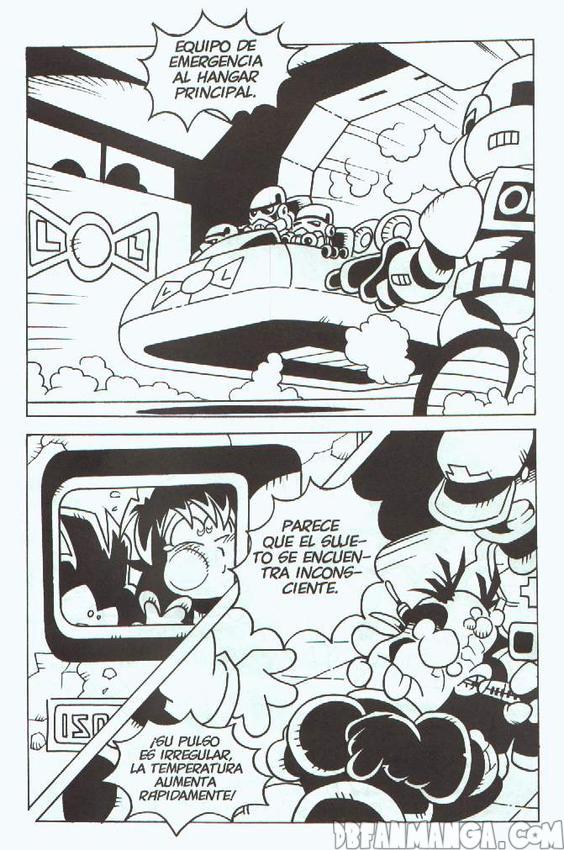 EQUIPO DE
EMERGENCIA
AL HANGAR
PRINCIPAL.
L L
L L
PARECE
QUE EL SUJE-
TO SE ENCUEN-
TRA INCONS-
CIENTE.
¡SU PULSO
ES IRREGULAR,
LA TEMPERATURA
AUMENTA
RÁPIDAMENTE!
DBFANMANGA.COM